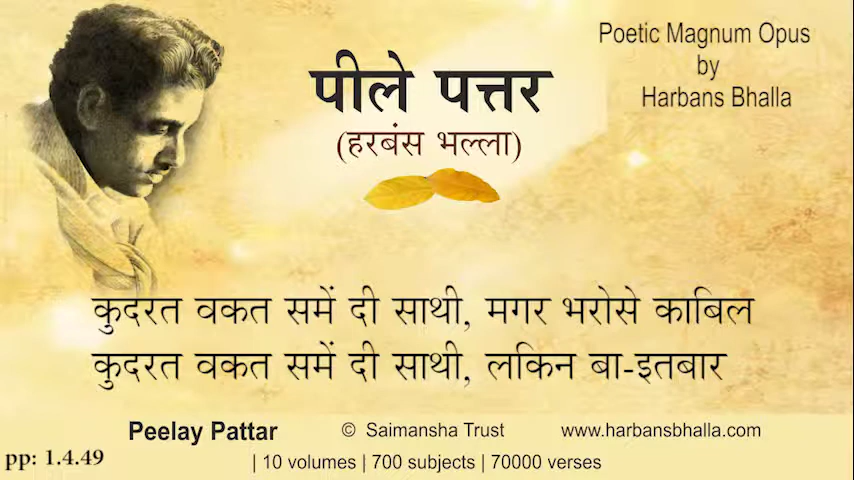 पीले पत्तर
(हरबंस भल्ला)
Poetic Magnum Opus
by
Harbans Bhalla
कुदरत वकत समें दी साथी, मगर भरोसे काबिल
कुदरत वकत समें दी साथी, लकिन बा-इतबार
Peelay Pattar © Saimansha Trust www.harbansbhalla.com
pp: 1.4.49 | 10 volumes | 700 subjects | 70000 verses